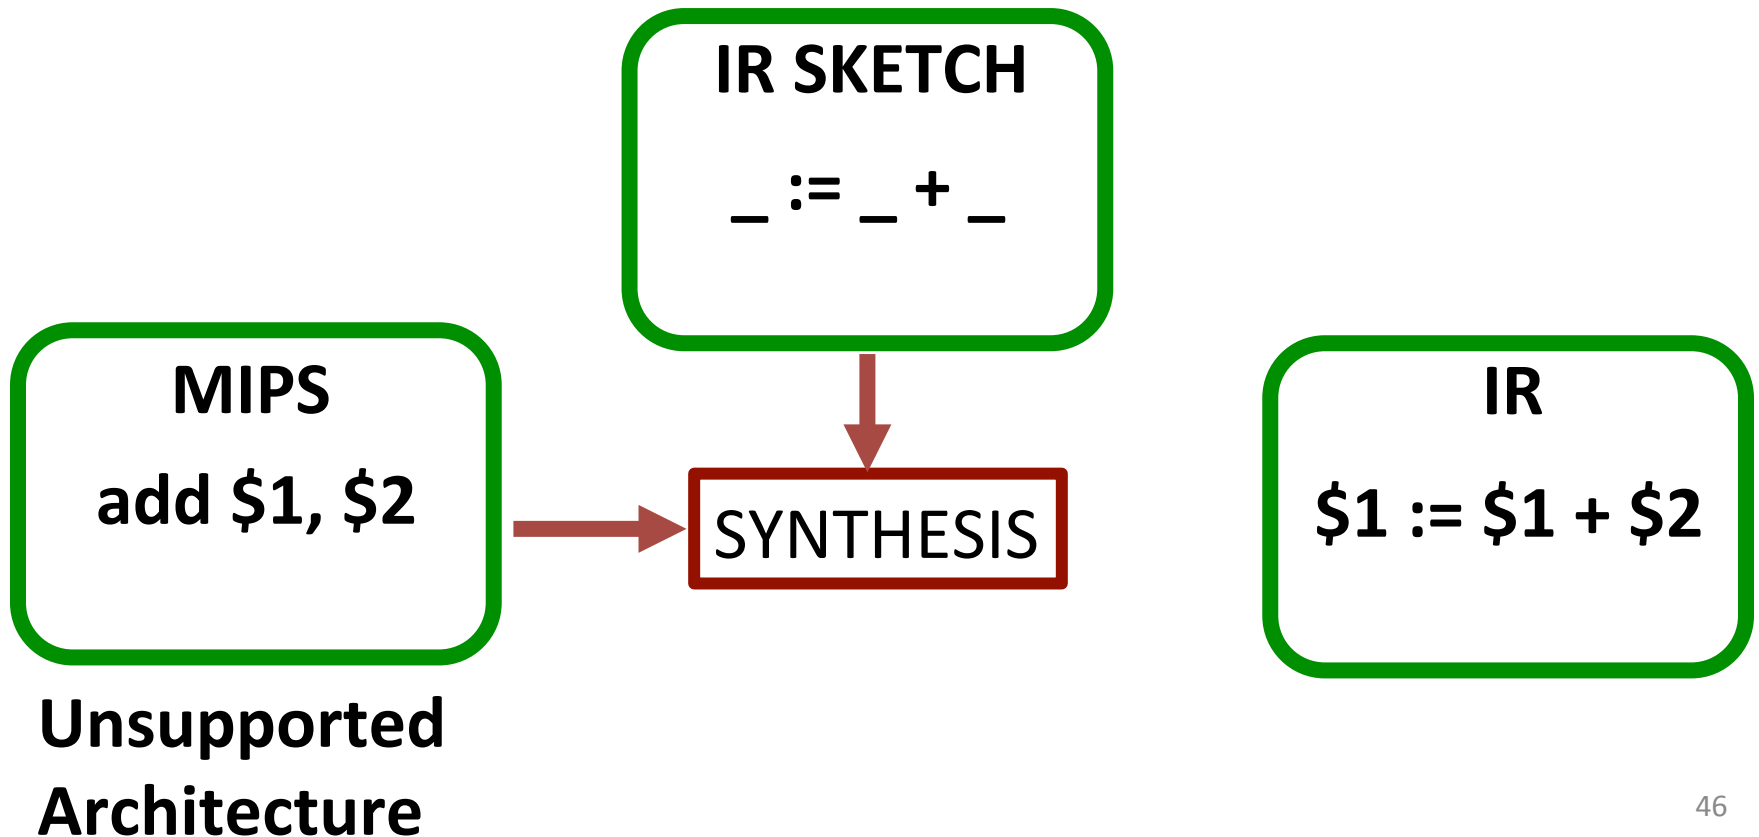 IR SKETCH
_ := _ + _
MIPS
add $1, $2
SYNTHESIS
IR
$1 := $1 + $2
Unsupported
Architecture
46